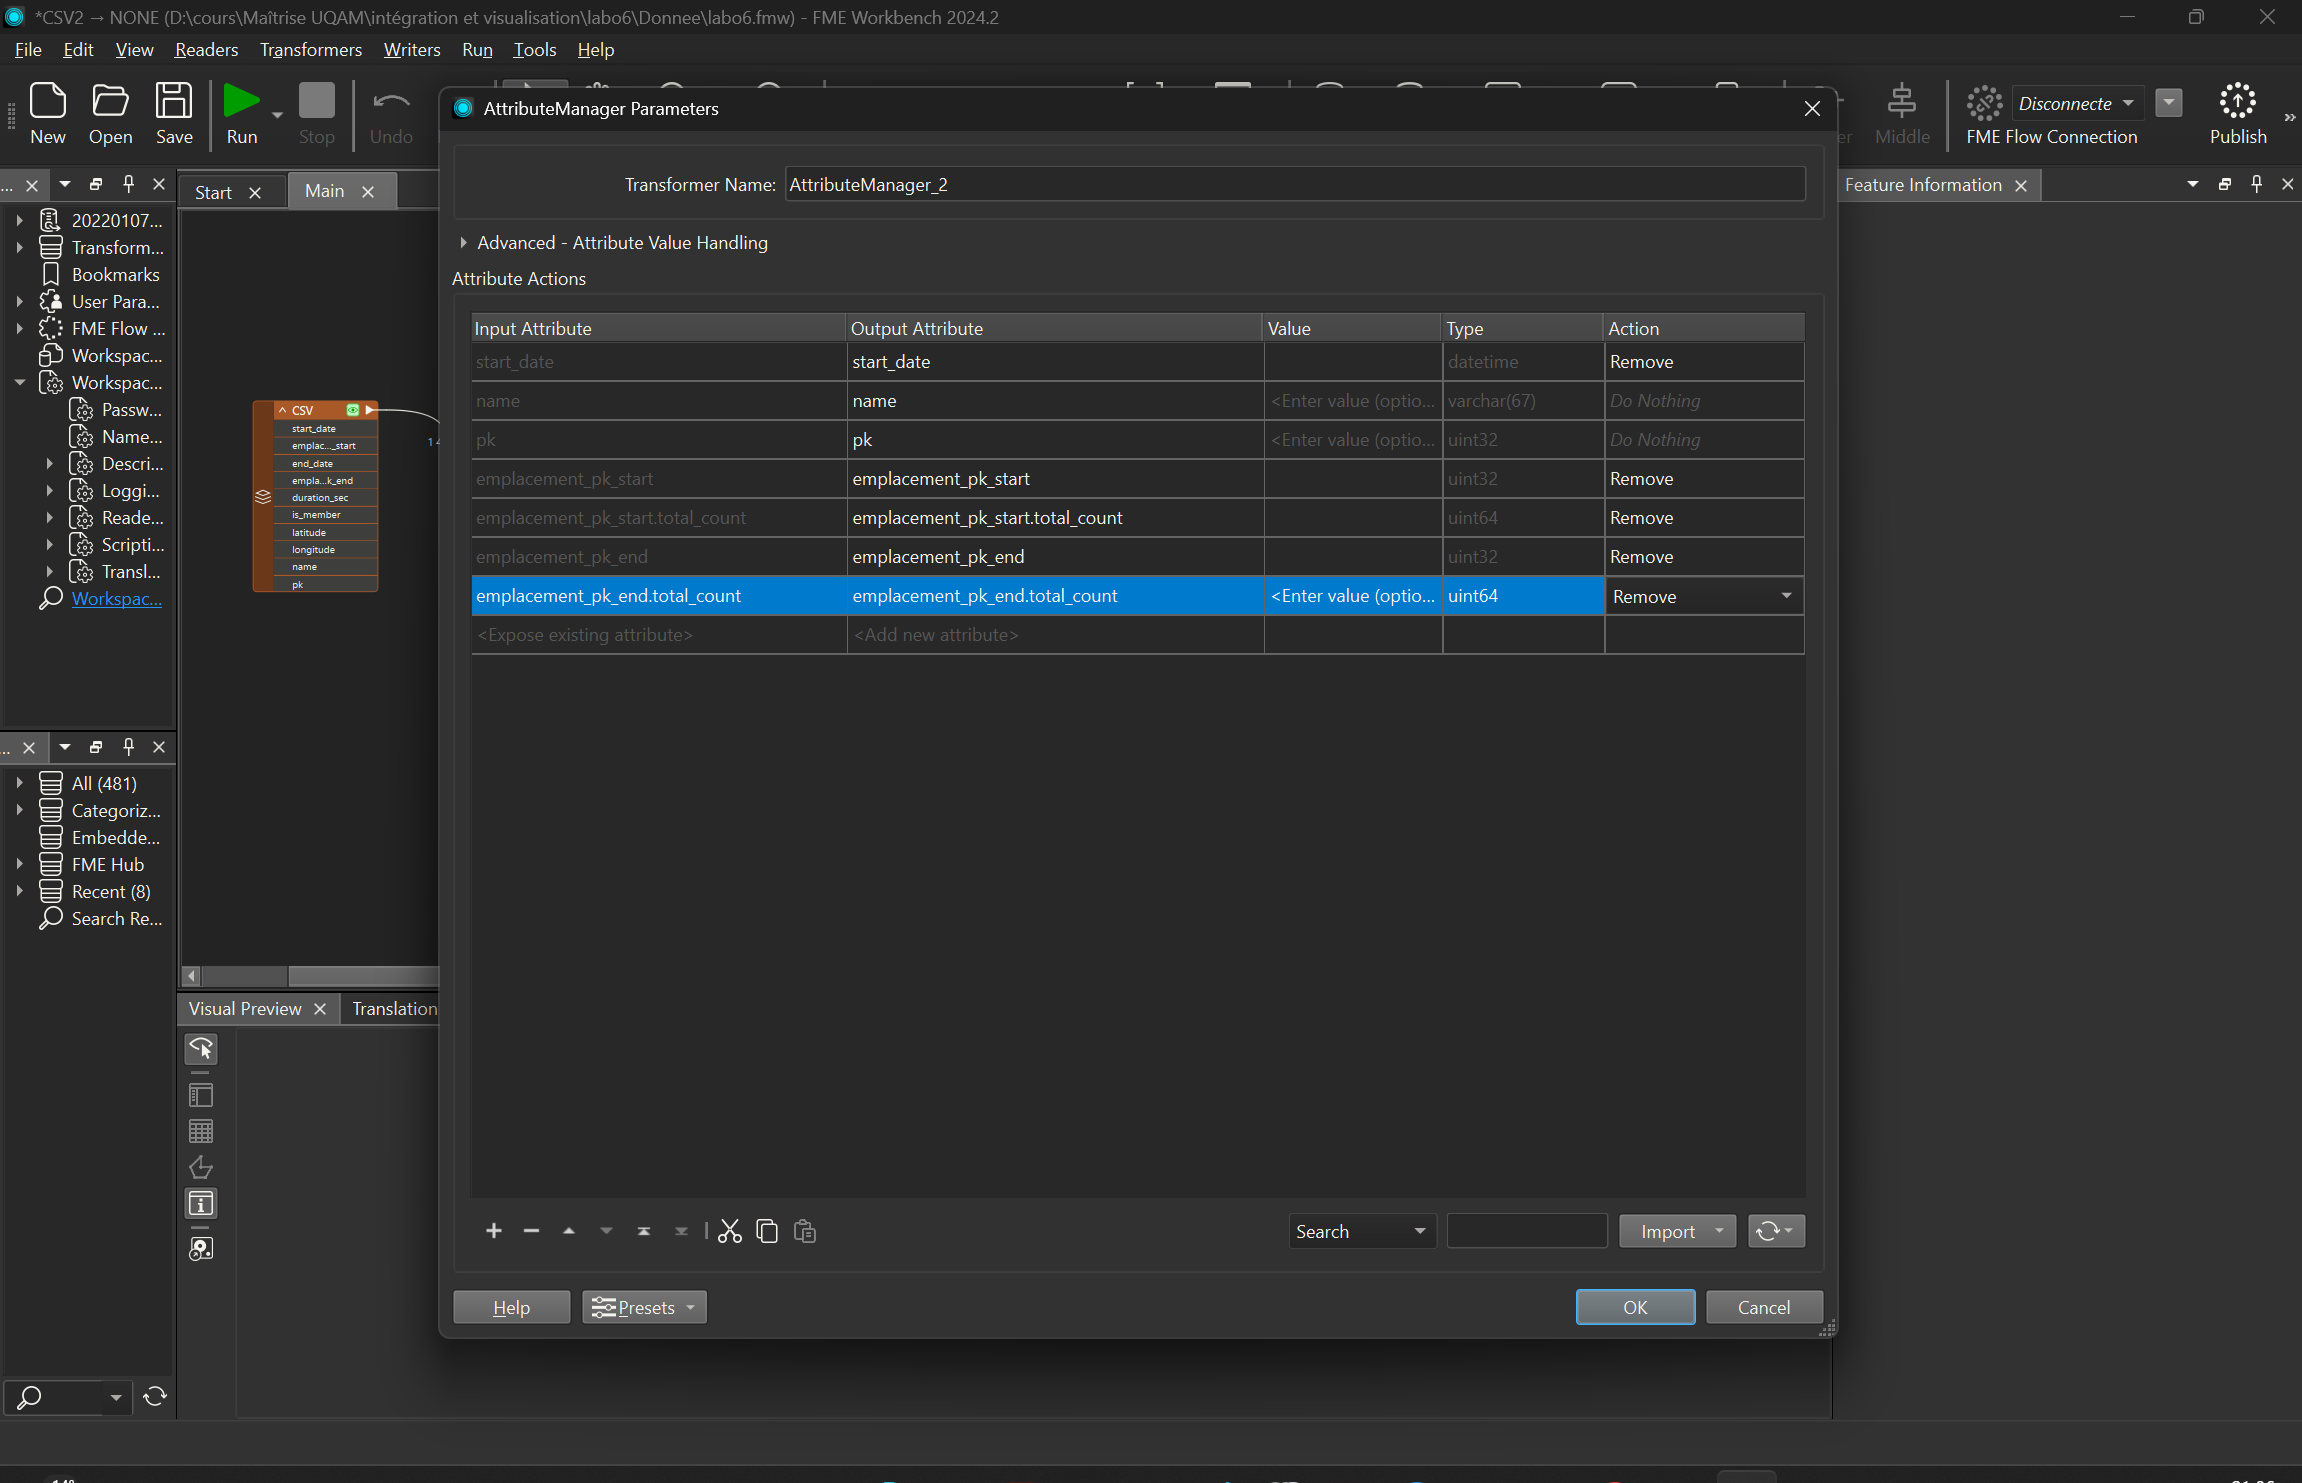 *CSV2 → NONE (D:\cours\Maîtrise UQAM\intégration et visualisation\labo6\Donnee\labo6.fmw) - FME Workbench 2024.2
File Edit View Readers Transformers Writers Run Tools Help
New Open Save Run Stop Undo
Middle
Disconnecte
FME Flow Connection
Publish
AttributeManager Parameters
Transformer Name: AttributeManager_2
Advanced - Attribute Value Handling
Attribute Actions
Input Attribute Output Attribute Value Type Action
start_date start_date datetime Remove
name name <Enter value (optio... varchar(67) Do Nothing
pk pk <Enter value (optio... uint32 Do Nothing
emplacement_pk_start emplacement_pk_start uint32 Remove
emplacement_pk_start.total_count emplacement_pk_start.total_count uint64 Remove
emplacement_pk_end emplacement_pk_end uint32 Remove
emplacement_pk_end.total_count emplacement_pk_end.total_count <Enter value (optio... uint64 Remove
<Expose existing attribute> <Add new attribute>
Search Import
Help Presets OK Cancel
...
20220107...
Transform...
Bookmarks
User Para...
FME Flow ...
Workspac...
Workspac...
Passw...
Name...
Descri...
Loggi...
Reade...
Scripti...
Transl...
Workspac...
...
All (481)
Categoriz...
Embedde...
FME Hub
Recent (8)
Search Re...
Start Main
CSV
start_date
emplac..._start
end_date
empla...k_end
duration_sec
is_member
latitude
longitude
name
pk
Visual Preview Translation
Feature Information